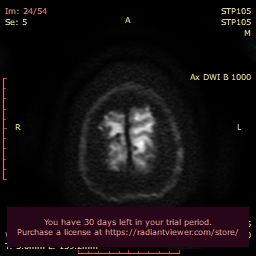 Im: 24/54
Se: 5
A
STP105
STP105
M
Ax DWI B 1000
R
L
You have 30 days left in your trial period.
Purchase a license at https://radiantviewer.com/store/